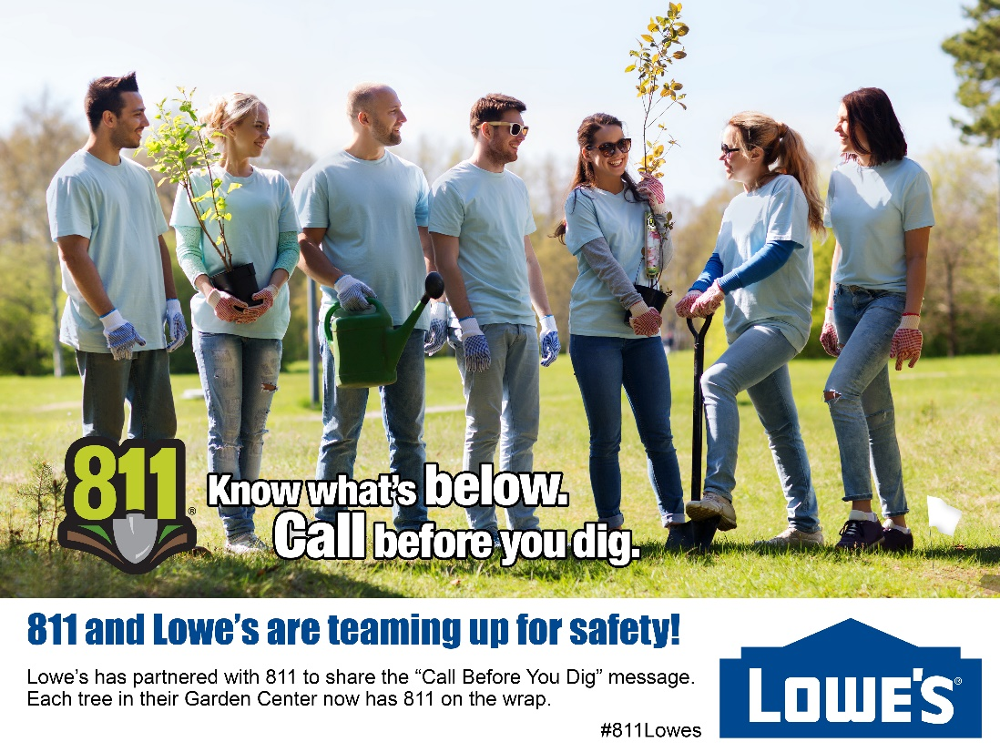 811®
Know what's below.
Call before you dig.
811 and Lowe's are teaming up for safety!
Lowe's has partnered with 811 to share the “Call Before You Dig” message.
Each tree in their Garden Center now has 811 on the wrap.
#811Lowes
LOWE'S®